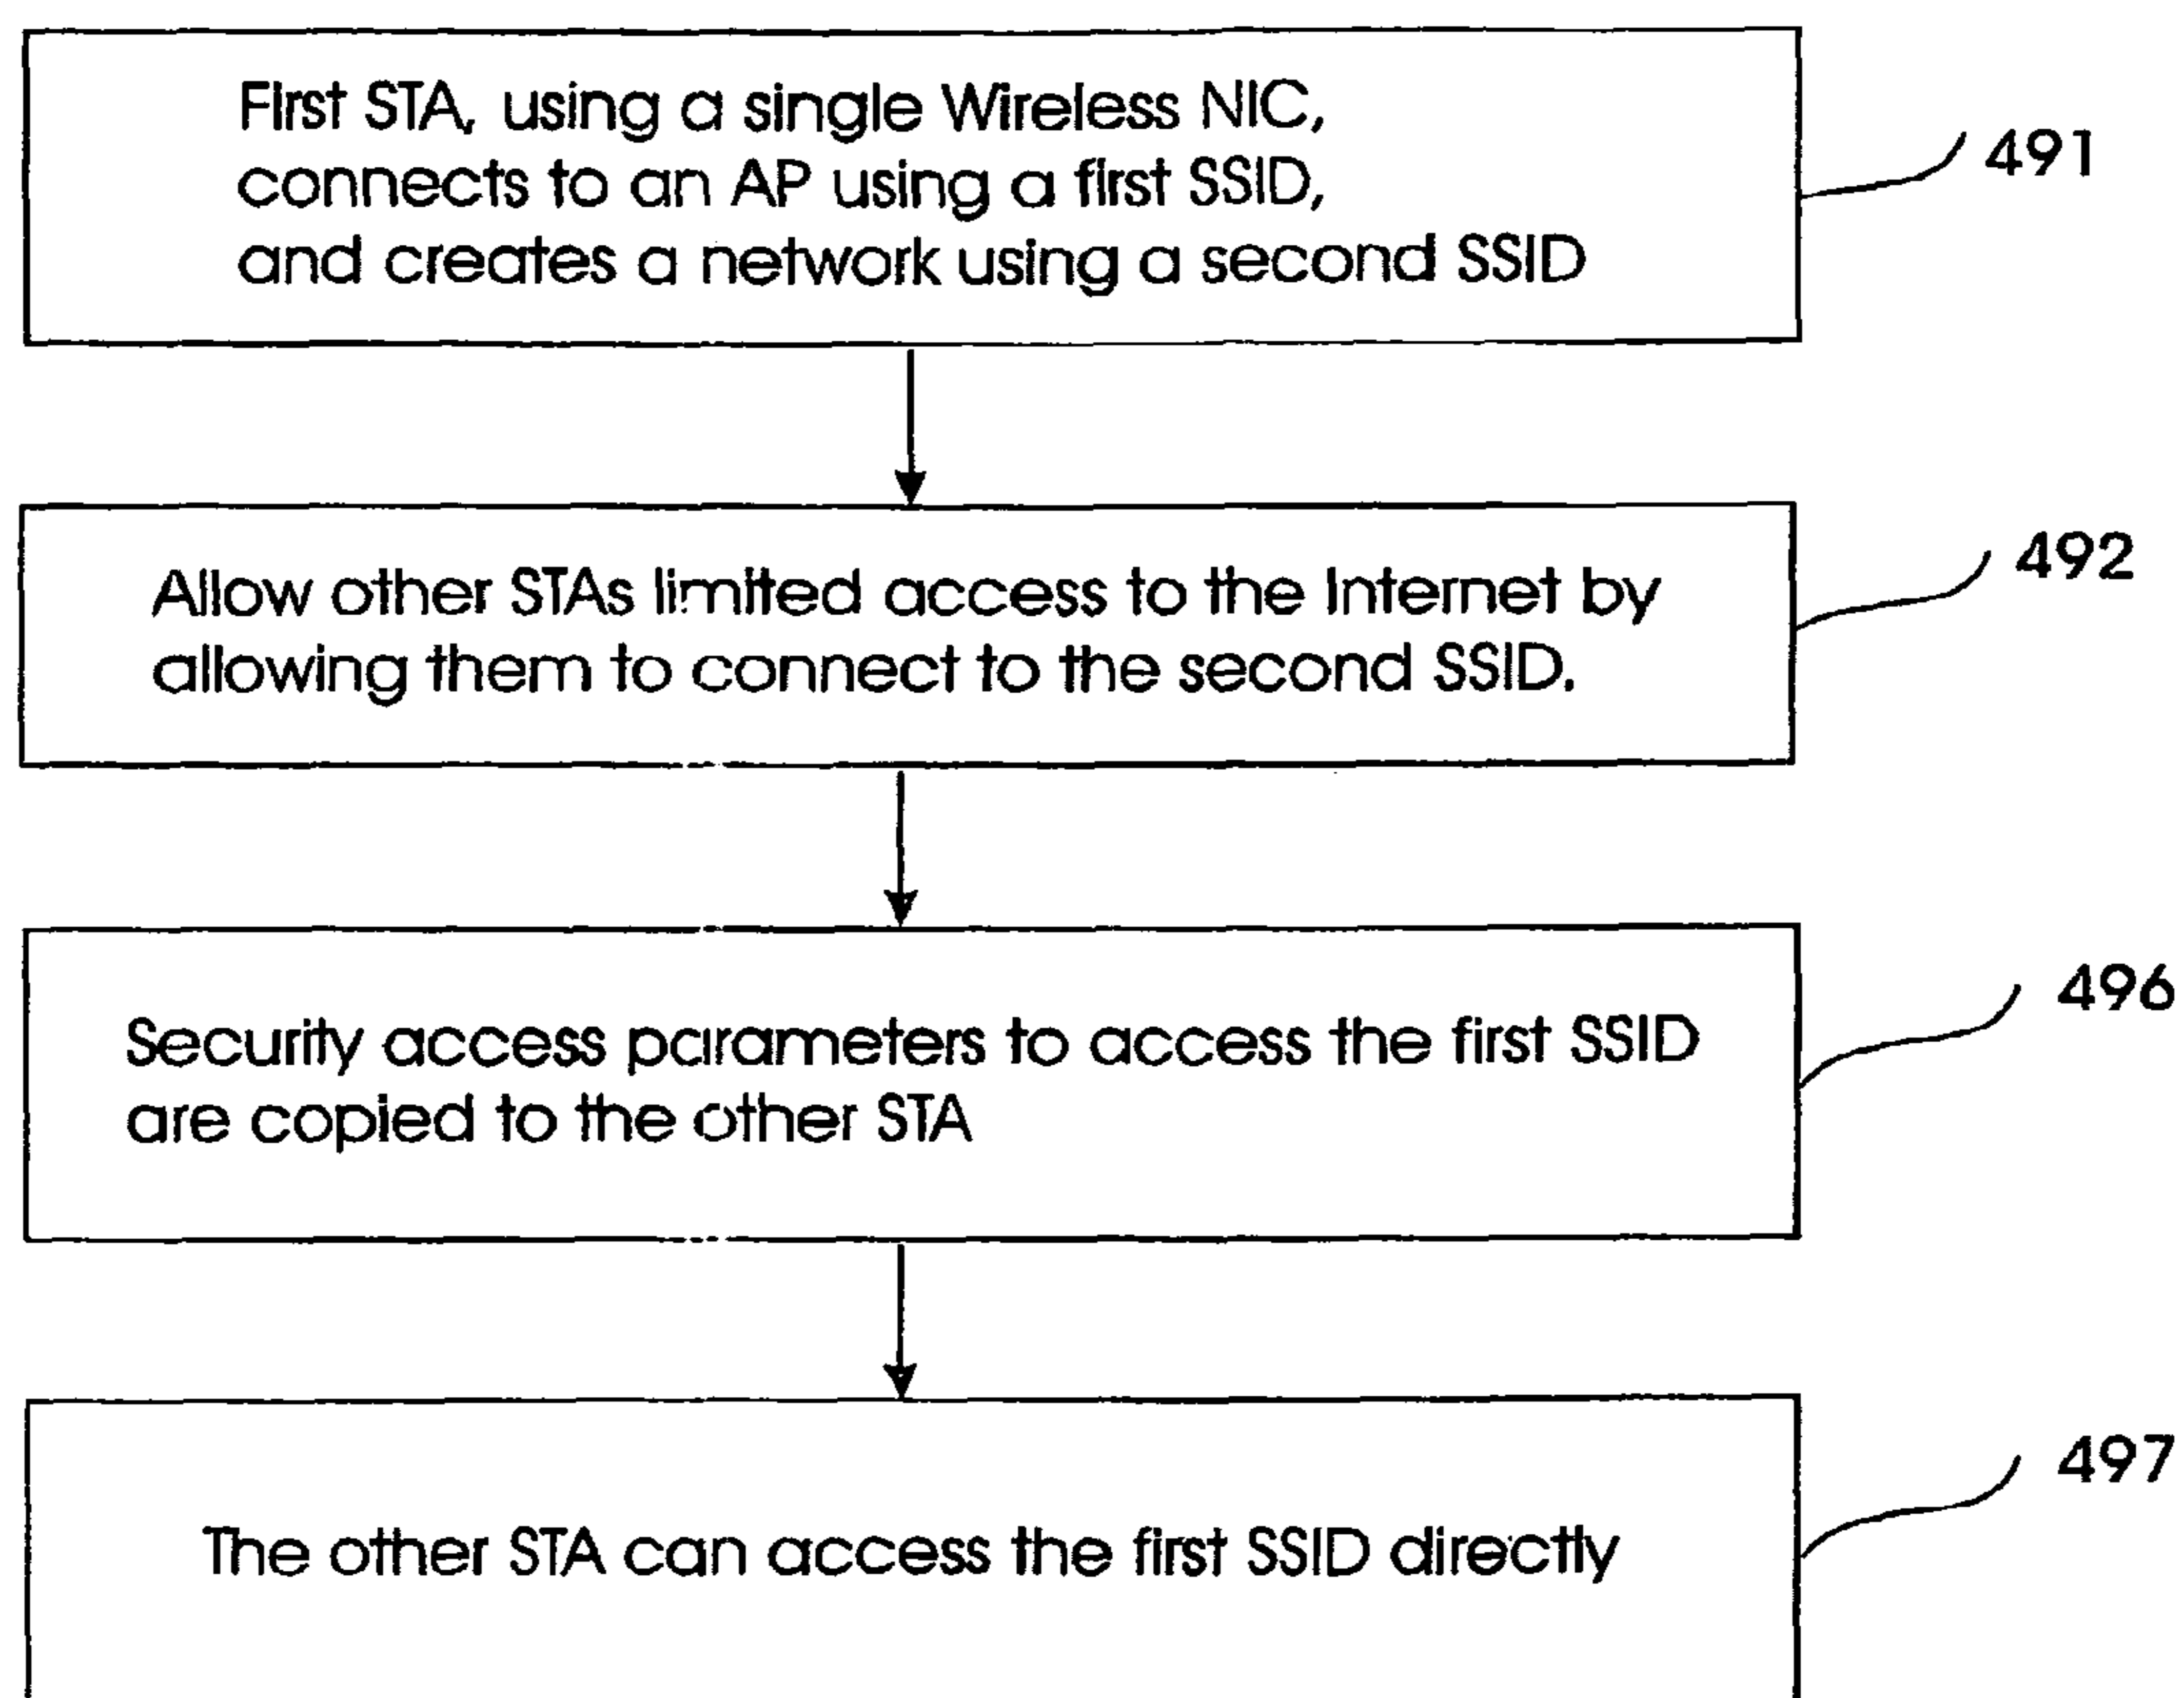 First STA, using a single Wireless NIC,
connects to an AP using a first SSID,
and creates a network using a second SSID
491
Allow other STAs limited access to the Internet by
allowing them to connect to the second SSID.
492
Security access parameters to access the first SSID
are copied to the other STA
496
The other STA can access the first SSID directly
497